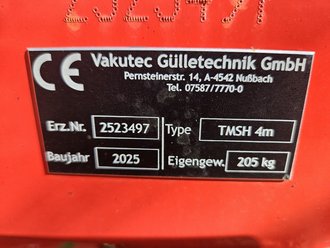 2523497
CE Vakutec Gülletechnik GmbH
Pernsteinerstr. 14, A-4542 Nußbach
Tel. 07587/7770-0
Erz.Nr. 2523497 Type TMSH 4m
Baujahr 2025 Eigengew. 205 kg